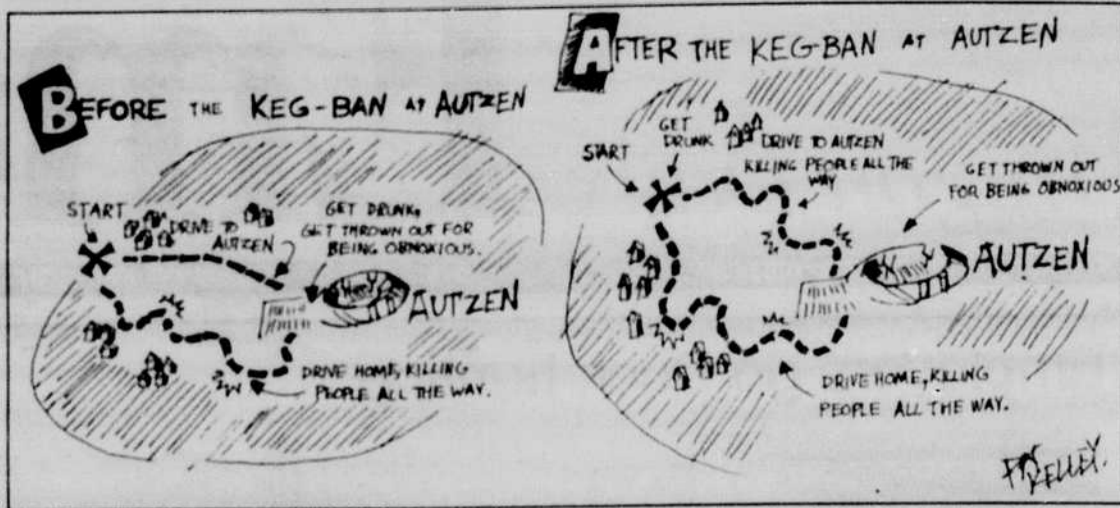 BEFORE THE KEG-BAN AT AUTZEN
START
DRIVE TO
AUTZEN
GET DRUNK,
GET THROWN OUT FOR
BEING OBNOXIOUS.
AUTZEN
DRIVE HOME, KILLING
PEOPLE ALL THE WAY.
AFTER THE KEG-BAN AT AUTZEN
START
GET
DRUNK
DRIVE TO AUTZEN
KILLING PEOPLE ALL THE
WAY
GET THROWN OUT
FOR BEING OBNOXIOUS
AUTZEN
DRIVE HOME, KILLING
PEOPLE ALL THE WAY.
KELLEY.